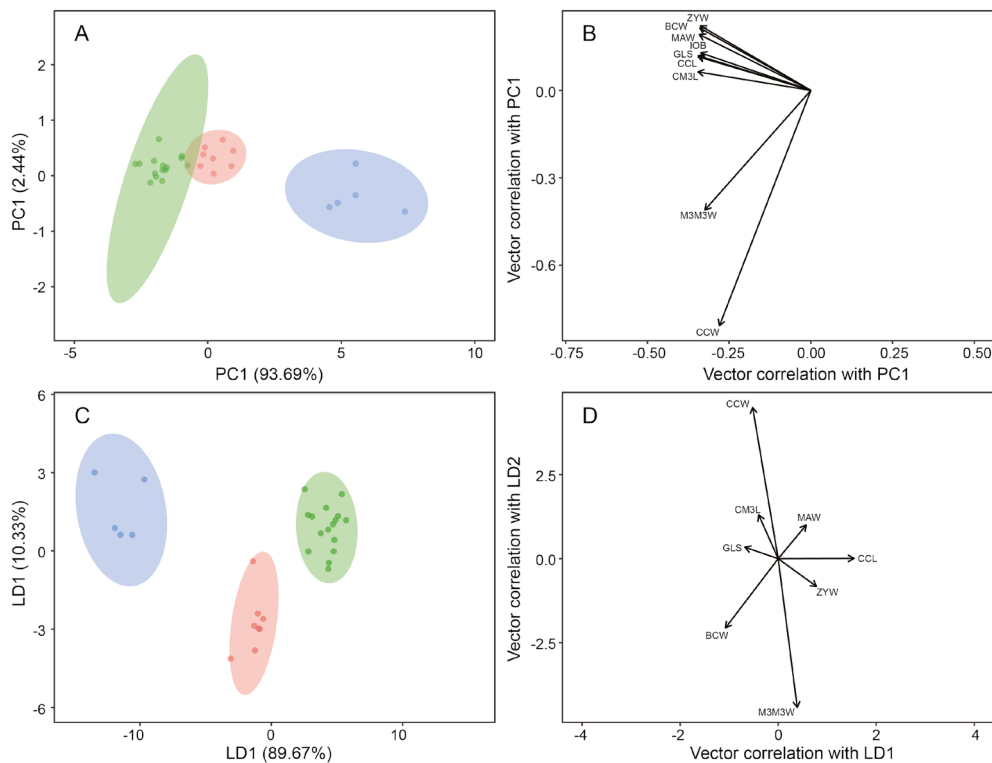 A
PC1 (2.44%)
2
1
0
-1
-2
-5
0
5
10
PC1 (93.69%)
B
Vector correlation with PC1
0.0
-0.3
-0.6
ZYW
BCW
MAW
IOB
GLS
CCL
CM3L
M3M3W
CCW
-0.75
-0.50
-0.25
0.00
0.25
0.50
Vector correlation with PC1
C
LD1 (10.33%)
6
3
0
-3
-6
-10
0
10
LD1 (89.67%)
D
Vector correlation with LD2
2.5
0.0
-2.5
CCW
CM3L
MAW
GLS
CCL
ZYW
BCW
M3M3W
-4
-2
0
2
4
Vector correlation with LD1